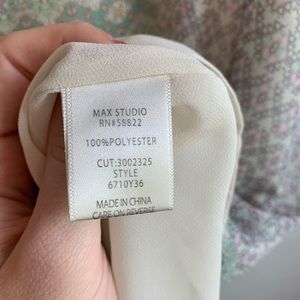 MAX STUDIO
RN#58822
100%POLYESTER
CUT:3002325
STYLE
6710Y36
MADE IN CHINA
CARE ON REVERSE